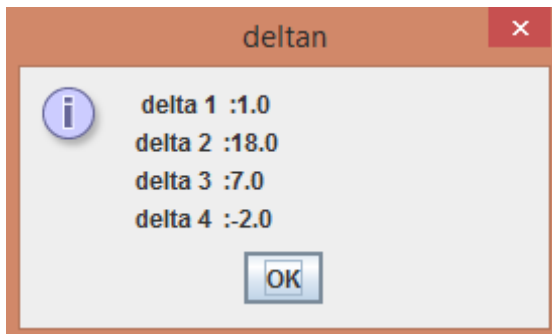 deltan
delta 1 :1.0
delta 2 :18.0
delta 3 :7.0
delta 4 :-2.0
OK